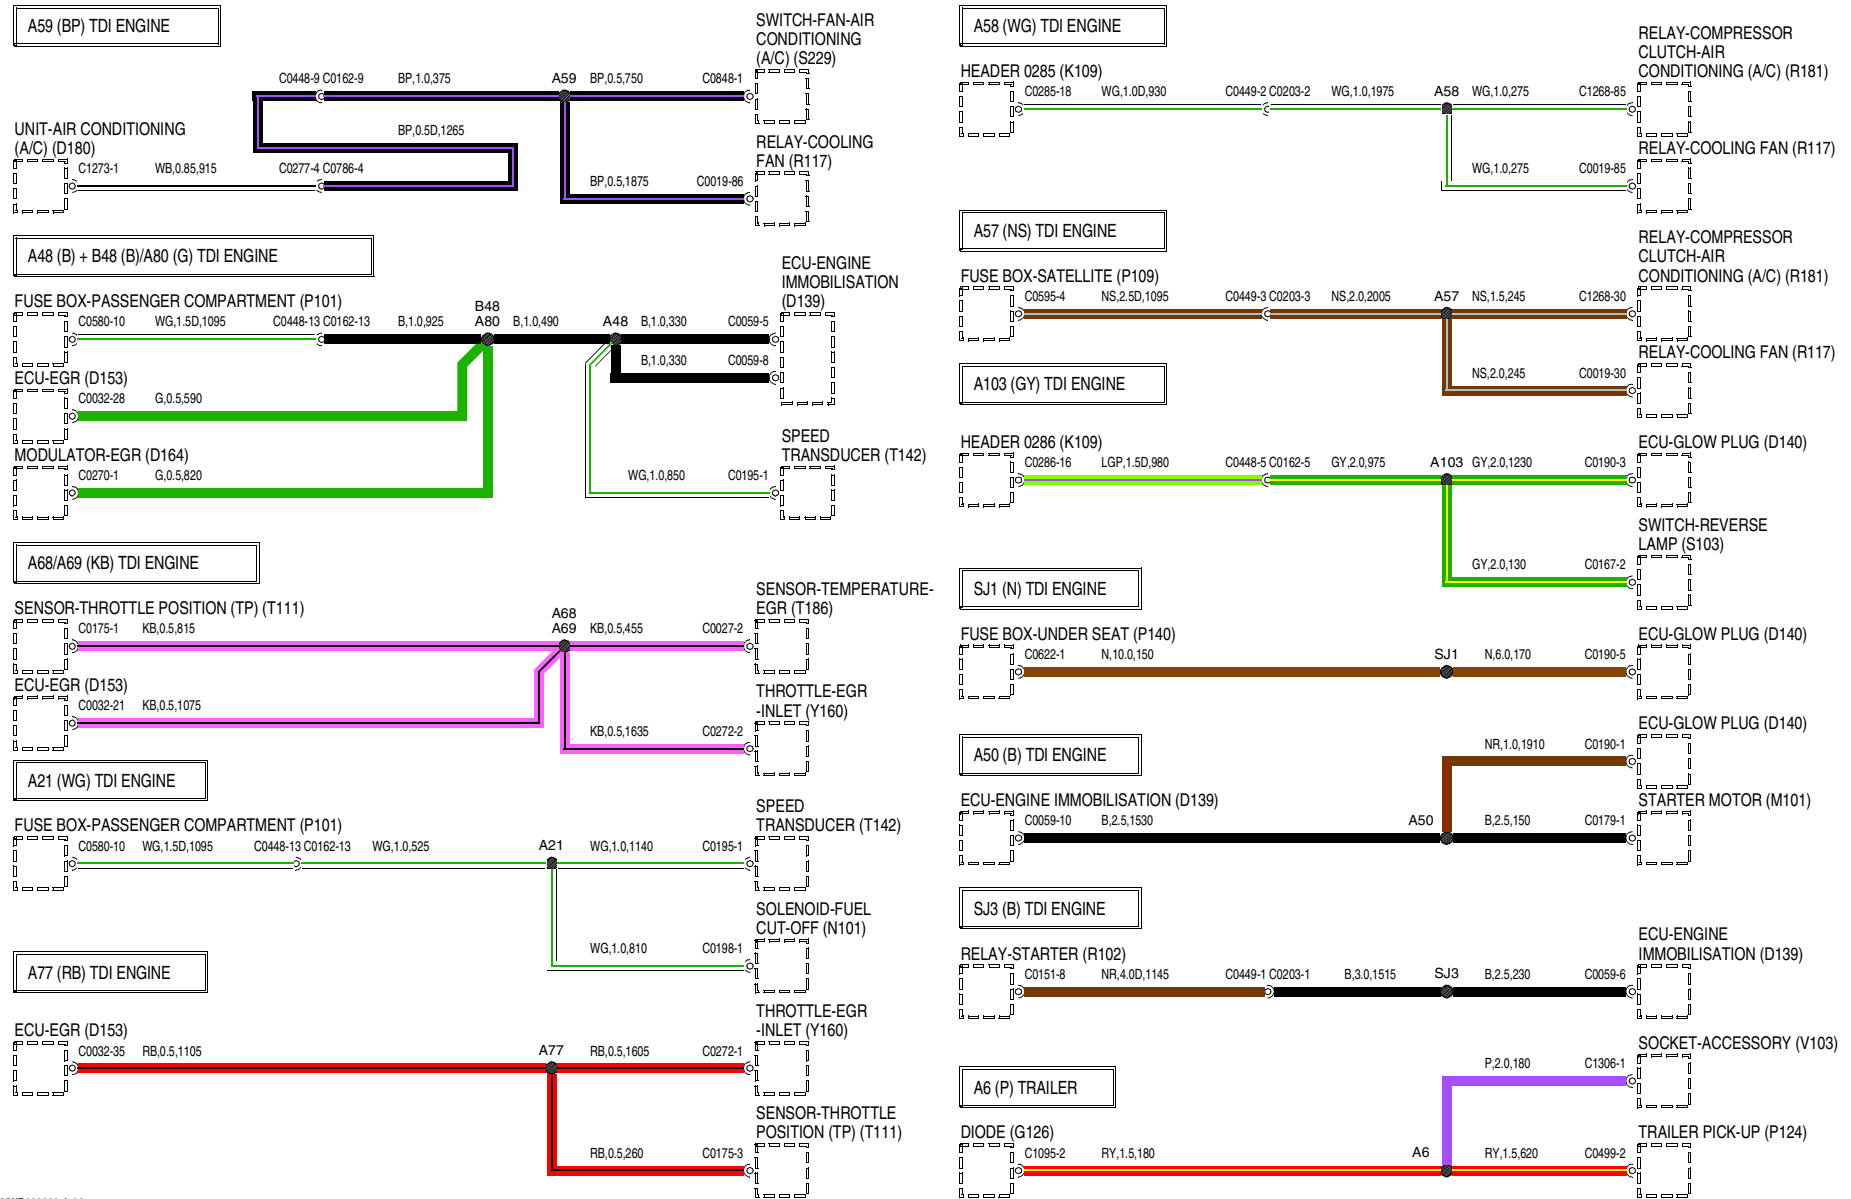 A59 (BP) TDI ENGINE
SWITCH-FAN-AIR
CONDITIONING
(A/C) (S229)
C0448-9 C0162-9 BP,1.0,375 A59 BP,0.5,750 C0848-1
UNIT-AIR CONDITIONING
(A/C) (D180)
BP,0.5D,1265
RELAY-COOLING
FAN (R117)
C1273-1 WB,0.85,915 C0277-4 C0786-4
BP,0.5,1875 C0019-86
A48 (B) + B48 (B)/A80 (G) TDI ENGINE
ECU-ENGINE
IMMOBILISATION
(D139)
FUSE BOX-PASSENGER COMPARTMENT (P101)
B48
C0580-10 WG,1.5D,1095 C0448-13 C0162-13 B,1.0,925 A80 B,1.0,490 A48 B,1.0,330 C0059-5
B,1.0,330 C0059-8
ECU-EGR (D153)
C0032-28 G,0.5,590
MODULATOR-EGR (D164)
C0270-1 G,0.5,820
SPEED
TRANSDUCER (T142)
WG,1.0,850 C0195-1
A68/A69 (KB) TDI ENGINE
SENSOR-TEMPERATURE-
EGR (T186)
SENSOR-THROTTLE POSITION (TP) (T111)
A68
C0175-1 KB,0.5,815 A69 KB,0.5,455 C0027-2
ECU-EGR (D153)
C0032-21 KB,0.5,1075
THROTTLE-EGR
-INLET (Y160)
KB,0.5,1635 C0272-2
A21 (WG) TDI ENGINE
SPEED
TRANSDUCER (T142)
FUSE BOX-PASSENGER COMPARTMENT (P101)
C0580-10 WG,1.5D,1095 C0448-13 C0162-13 WG,1.0,525 A21 WG,1.0,1140 C0195-1
SOLENOID-FUEL
CUT-OFF (N101)
WG,1.0,810 C0198-1
A77 (RB) TDI ENGINE
THROTTLE-EGR
-INLET (Y160)
ECU-EGR (D153)
C0032-35 RB,0.5,1105 A77 RB,0.5,1605 C0272-1
SENSOR-THROTTLE
POSITION (TP) (T111)
RB,0.5,260 C0175-3
A58 (WG) TDI ENGINE
RELAY-COMPRESSOR
CLUTCH-AIR
CONDITIONING (A/C) (R181)
HEADER 0285 (K109)
C0285-18 WG,1.0D,930 C0449-2 C0203-2 WG,1.0,1975 A58 WG,1.0,275 C1268-85
RELAY-COOLING FAN (R117)
WG,1.0,275 C0019-85
A57 (NS) TDI ENGINE
RELAY-COMPRESSOR
CLUTCH-AIR
CONDITIONING (A/C) (R181)
FUSE BOX-SATELLITE (P109)
C0595-4 NS,2.5D,1095 C0449-3 C0203-3 NS,2.0,2005 A57 NS,1.5,245 C1268-30
RELAY-COOLING FAN (R117)
NS,2.0,245 C0019-30
A103 (GY) TDI ENGINE
HEADER 0286 (K109)
ECU-GLOW PLUG (D140)
C0286-16 LGP,1.5D,980 C0448-5 C0162-5 GY,2.0,975 A103 GY,2.0,1230 C0190-3
SWITCH-REVERSE
LAMP (S103)
GY,2.0,130 C0167-2
SJ1 (N) TDI ENGINE
FUSE BOX-UNDER SEAT (P140)
ECU-GLOW PLUG (D140)
C0622-1 N,10.0,150 SJ1 N,6.0,170 C0190-5
A50 (B) TDI ENGINE
ECU-GLOW PLUG (D140)
NR,1.0,1910 C0190-1
ECU-ENGINE IMMOBILISATION (D139)
STARTER MOTOR (M101)
C0059-10 B,2.5,1530 A50 B,2.5,150 C0179-1
SJ3 (B) TDI ENGINE
ECU-ENGINE
IMMOBILISATION (D139)
RELAY-STARTER (R102)
C0151-8 NR,4.0D,1145 C0449-1 C0203-1 B,3.0,1515 SJ3 B,2.5,230 C0059-6
SOCKET-ACCESSORY (V103)
P,2.0,180 C1306-1
A6 (P) TRAILER
DIODE (G126)
TRAILER PICK-UP (P124)
C1095-2 RY,1.5,180 A6 RY,1.5,620 C0499-2